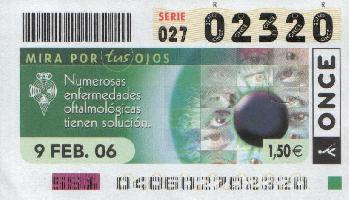 SERIE
027
02320
MIRA POR tus OJOS
Numerosas
enfermedades
oftalmológicas
tienen solución.
9 FEB. 06
1,50€
ONCE